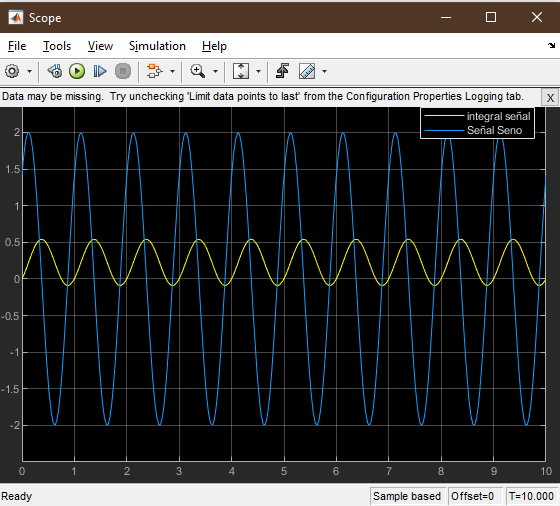 Scope
File Tools View Simulation Help
Data may be missing. Try unchecking 'Limit data points to last' from the Configuration Properties Logging tab. X
integral señal
Señal Seno
2
1.5
1
0.5
0
-0.5
-1
-1.5
-2
0 1 2 3 4 5 6 7 8 9 10
Ready Sample based Offset=0 T=10.000